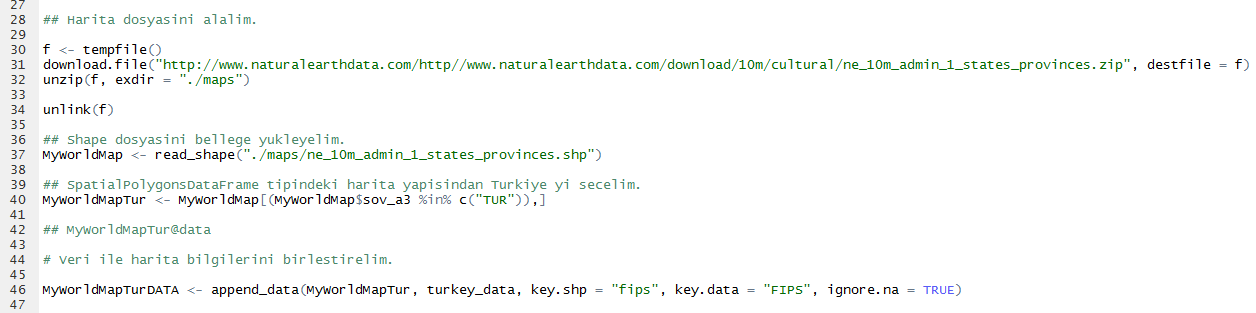 27
28 ## Harita dosyasini alalim.
29
30 f <- tempfile()
31 download.file("http://www.naturalearthdata.com/http//www.naturalearthdata.com/download/10m/cultural/ne_10m_admin_1_states_provinces.zip", destfile = f)
32 unzip(f, exdir = "./maps")
33
34 unlink(f)
35
36 ## Shape dosyasini bellege yukleyelim.
37 MyWorldMap <- read_shape("./maps/ne_10m_admin_1_states_provinces.shp")
38
39 ## SpatialPolygonsDataFrame tipindeki harita yapisindan Turkiye yi secelim.
40 MyWorldMapTur <- MyWorldMap[(MyWorldMap$sov_a3 %in% c("TUR")),]
41
42 ## MyWorldMapTur@data
43
44 # Veri ile harita bilgilerini birlestirelim.
45
46 MyWorldMapTurDATA <- append_data(MyWorldMapTur, turkey_data, key.shp = "fips", key.data = "FIPS", ignore.na = TRUE)
47